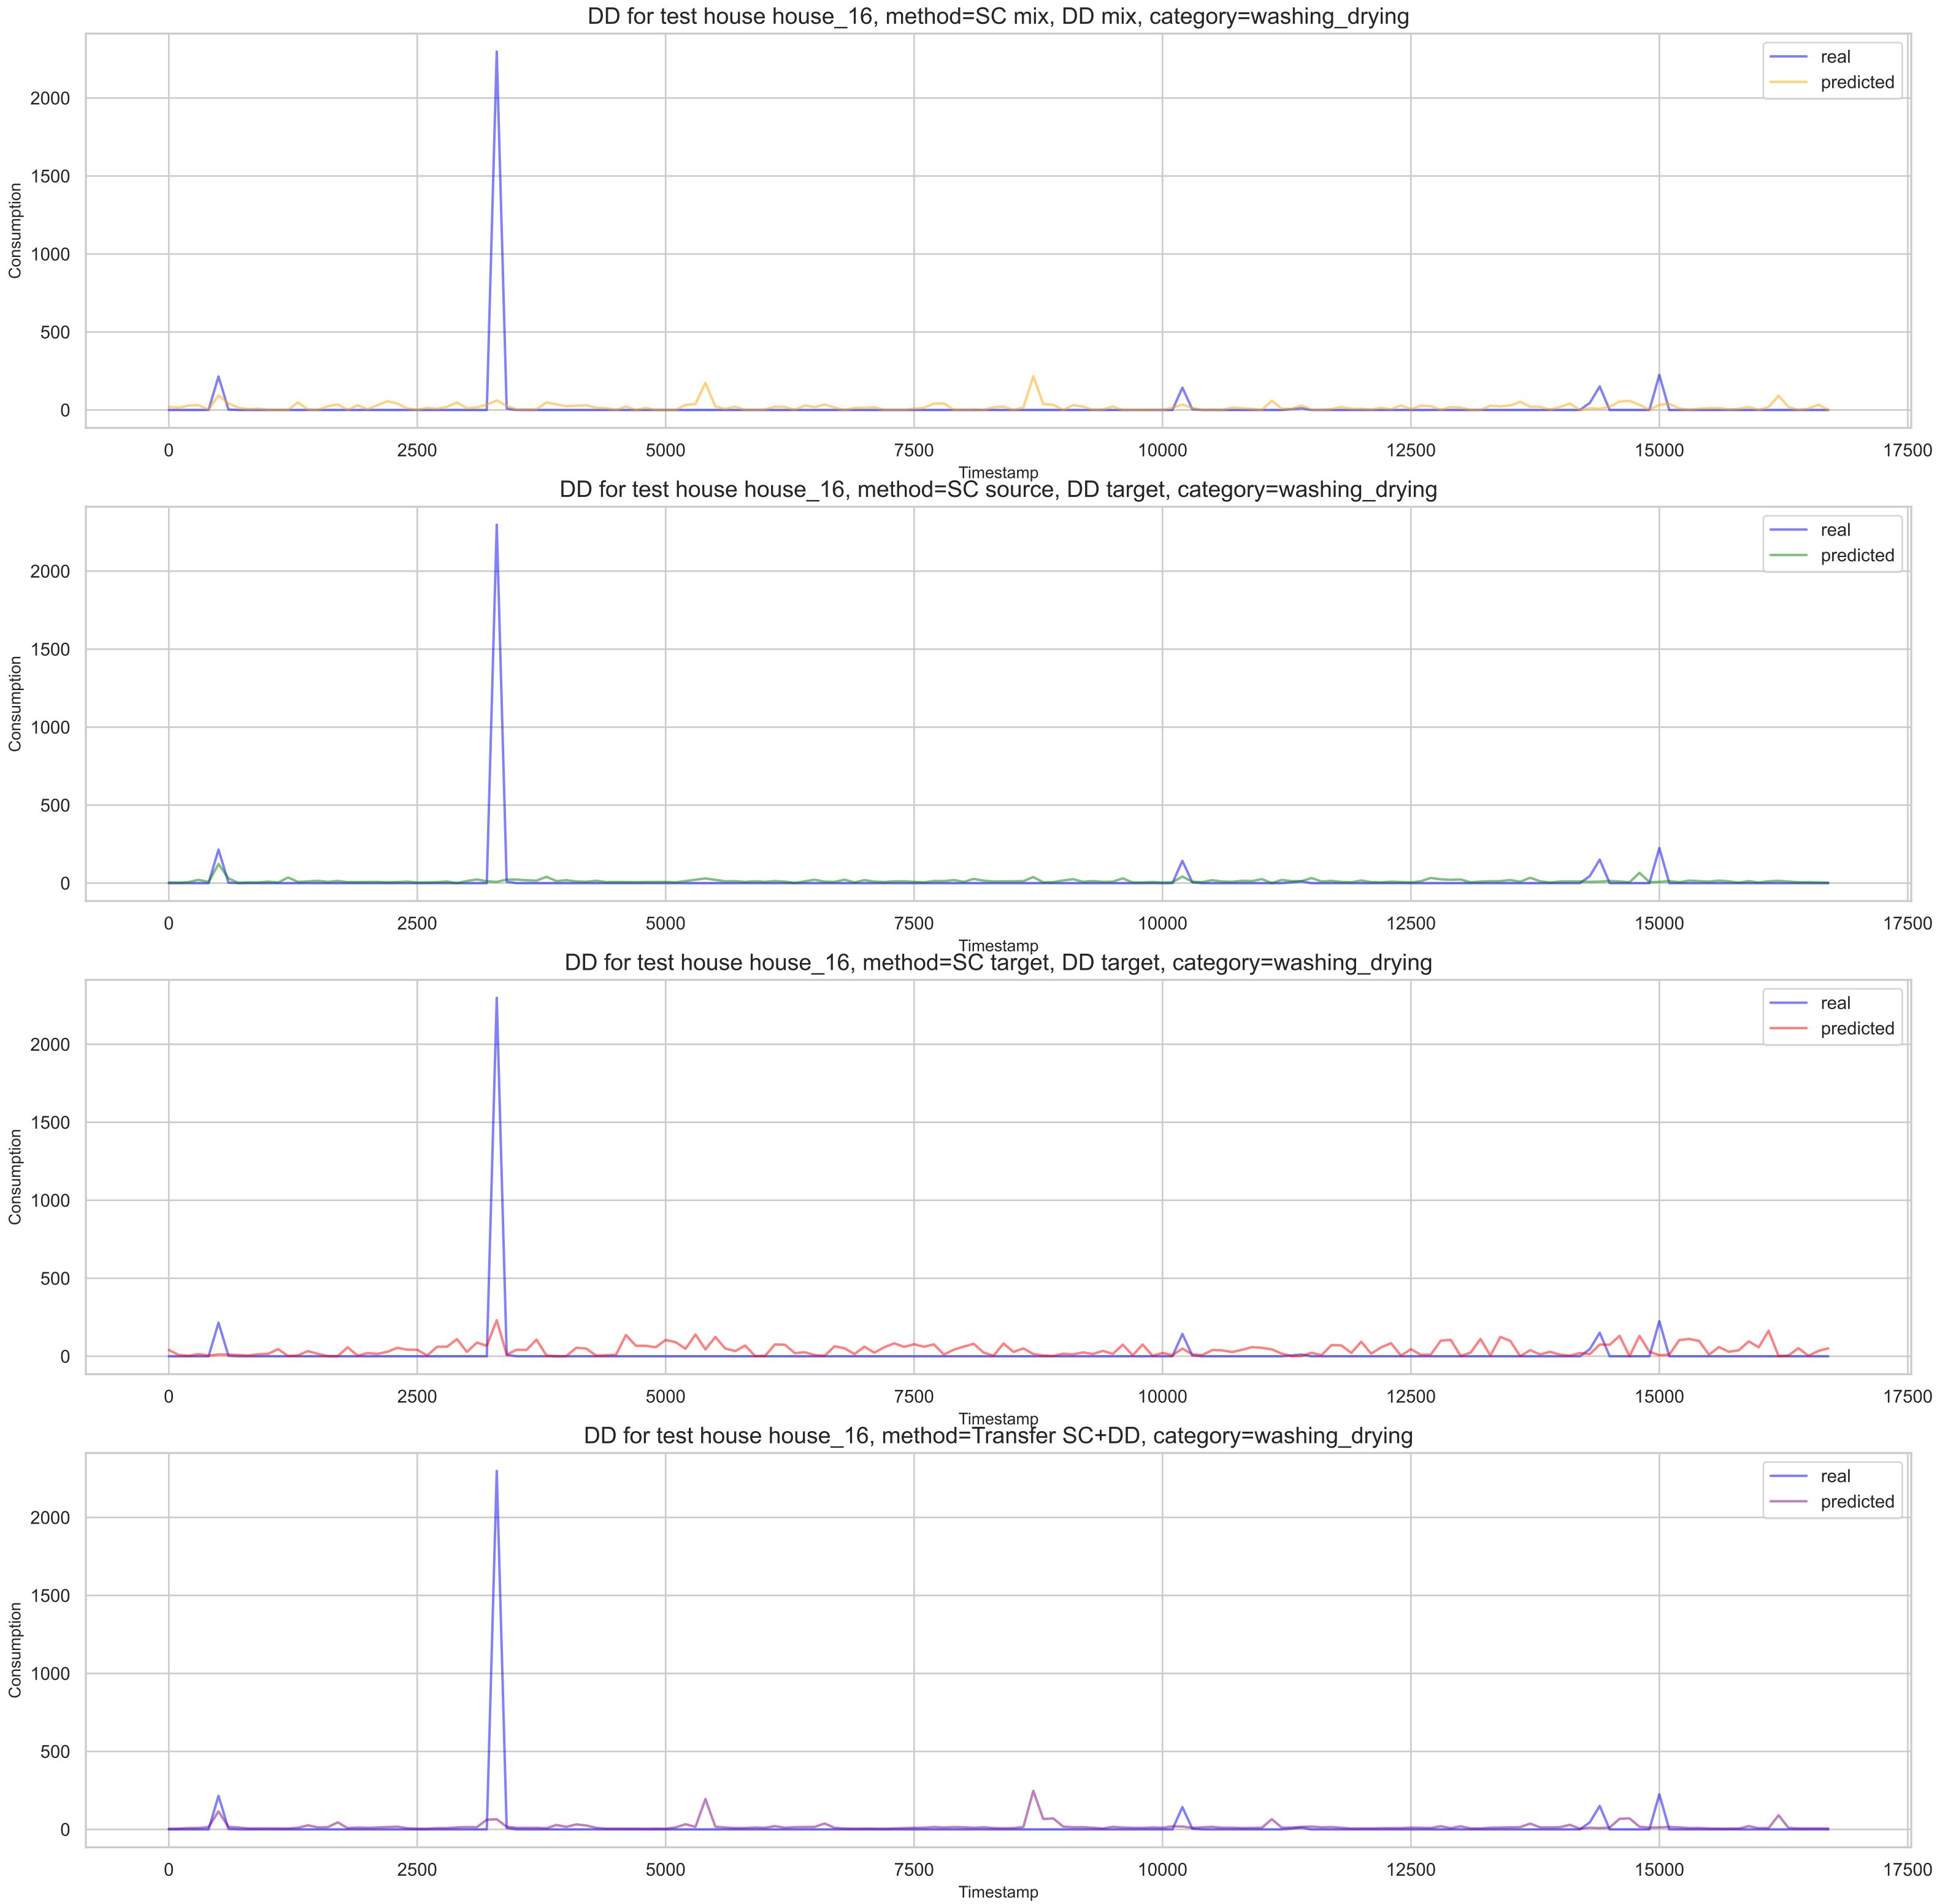 DD for test house house_16, method=SC mix, DD mix, category=washing_drying
real
predicted
Consumption
2000
1500
1000
500
0
0 2500 5000 7500 10000 12500 15000 17500
Timestamp
DD for test house house_16, method=SC source, DD target, category=washing_drying
real
predicted
Consumption
2000
1500
1000
500
0
0 2500 5000 7500 10000 12500 15000 17500
Timestamp
DD for test house house_16, method=SC target, DD target, category=washing_drying
real
predicted
Consumption
2000
1500
1000
500
0
0 2500 5000 7500 10000 12500 15000 17500
Timestamp
DD for test house house_16, method=Transfer SC+DD, category=washing_drying
real
predicted
Consumption
2000
1500
1000
500
0
0 2500 5000 7500 10000 12500 15000 17500
Timestamp